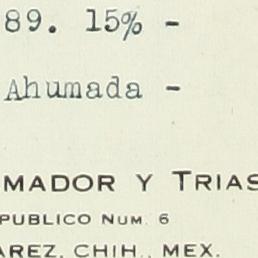 89. 15% -
Ahumada -
MADOR Y TRIAS
PUBLICO NUM. 6
AREZ, CHIH., MEX.